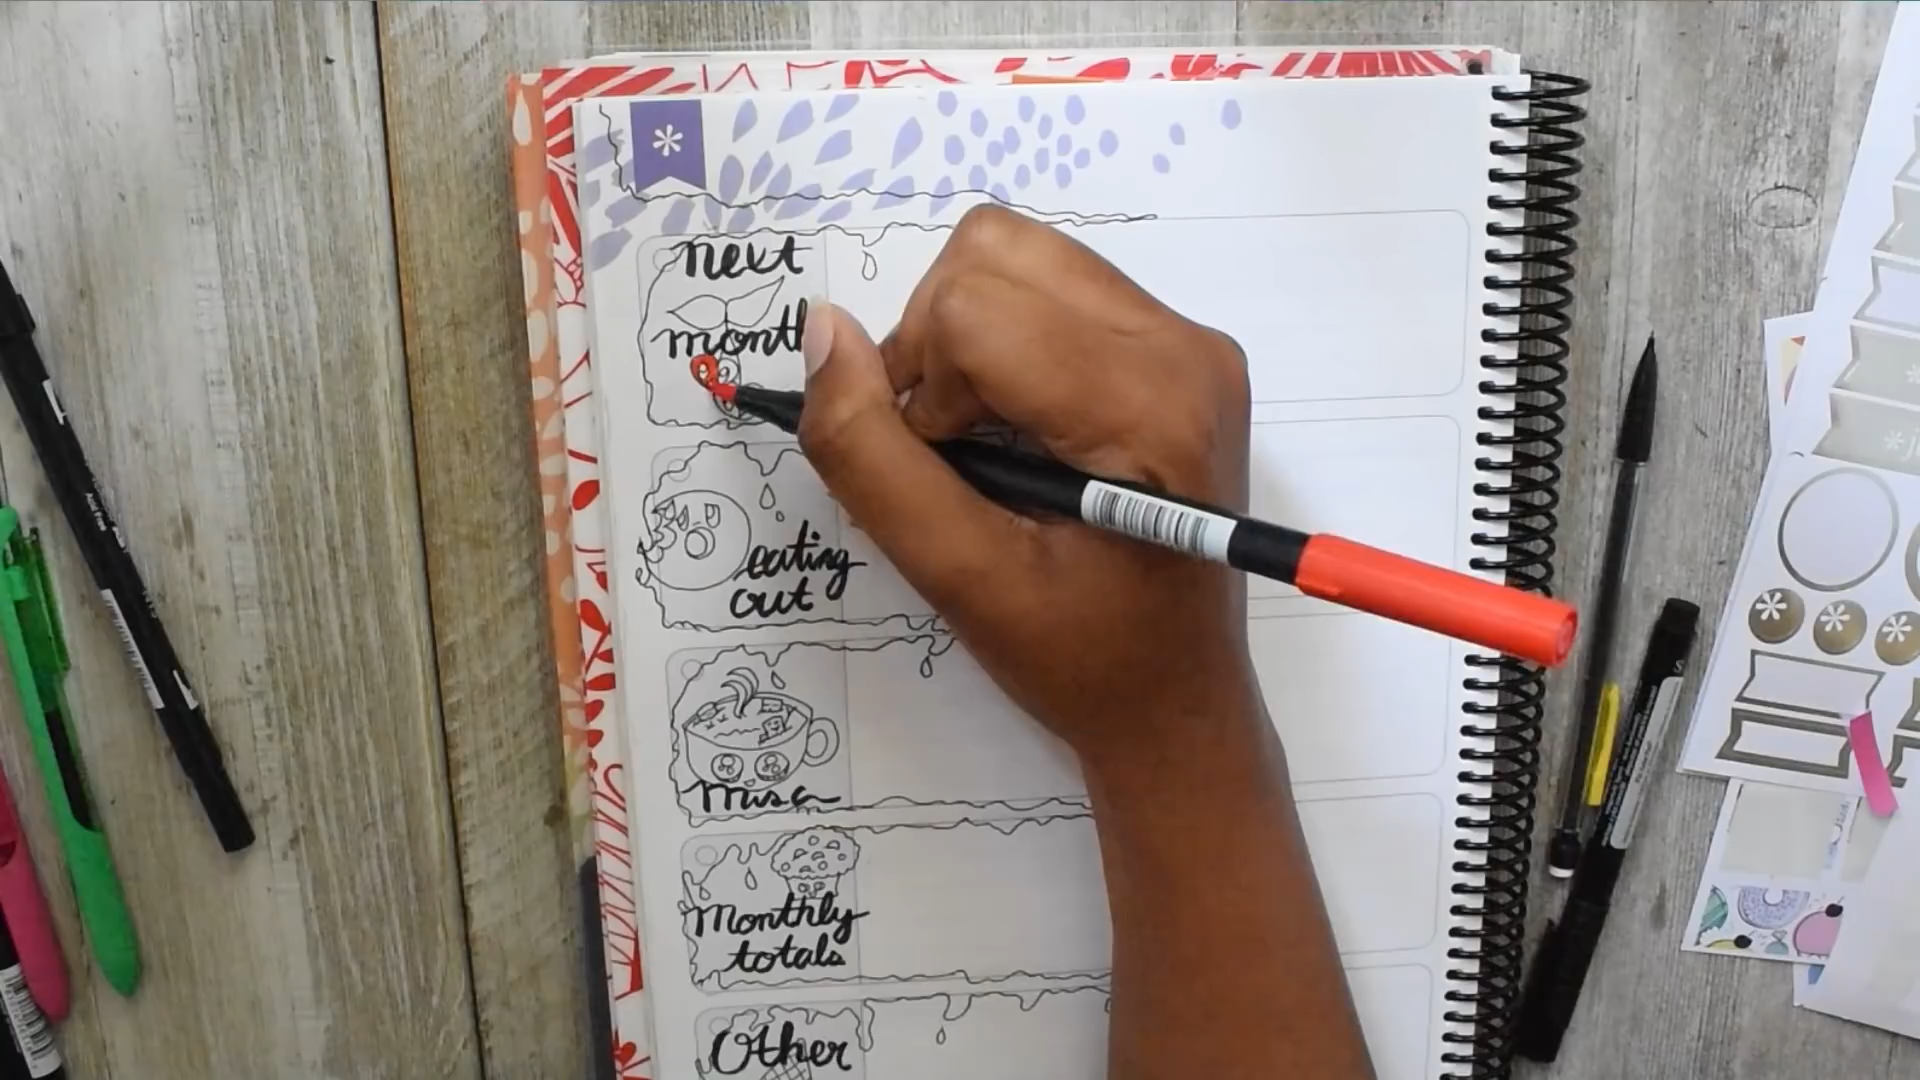 next
month
eating
out
misc
Monthly
totals
Other